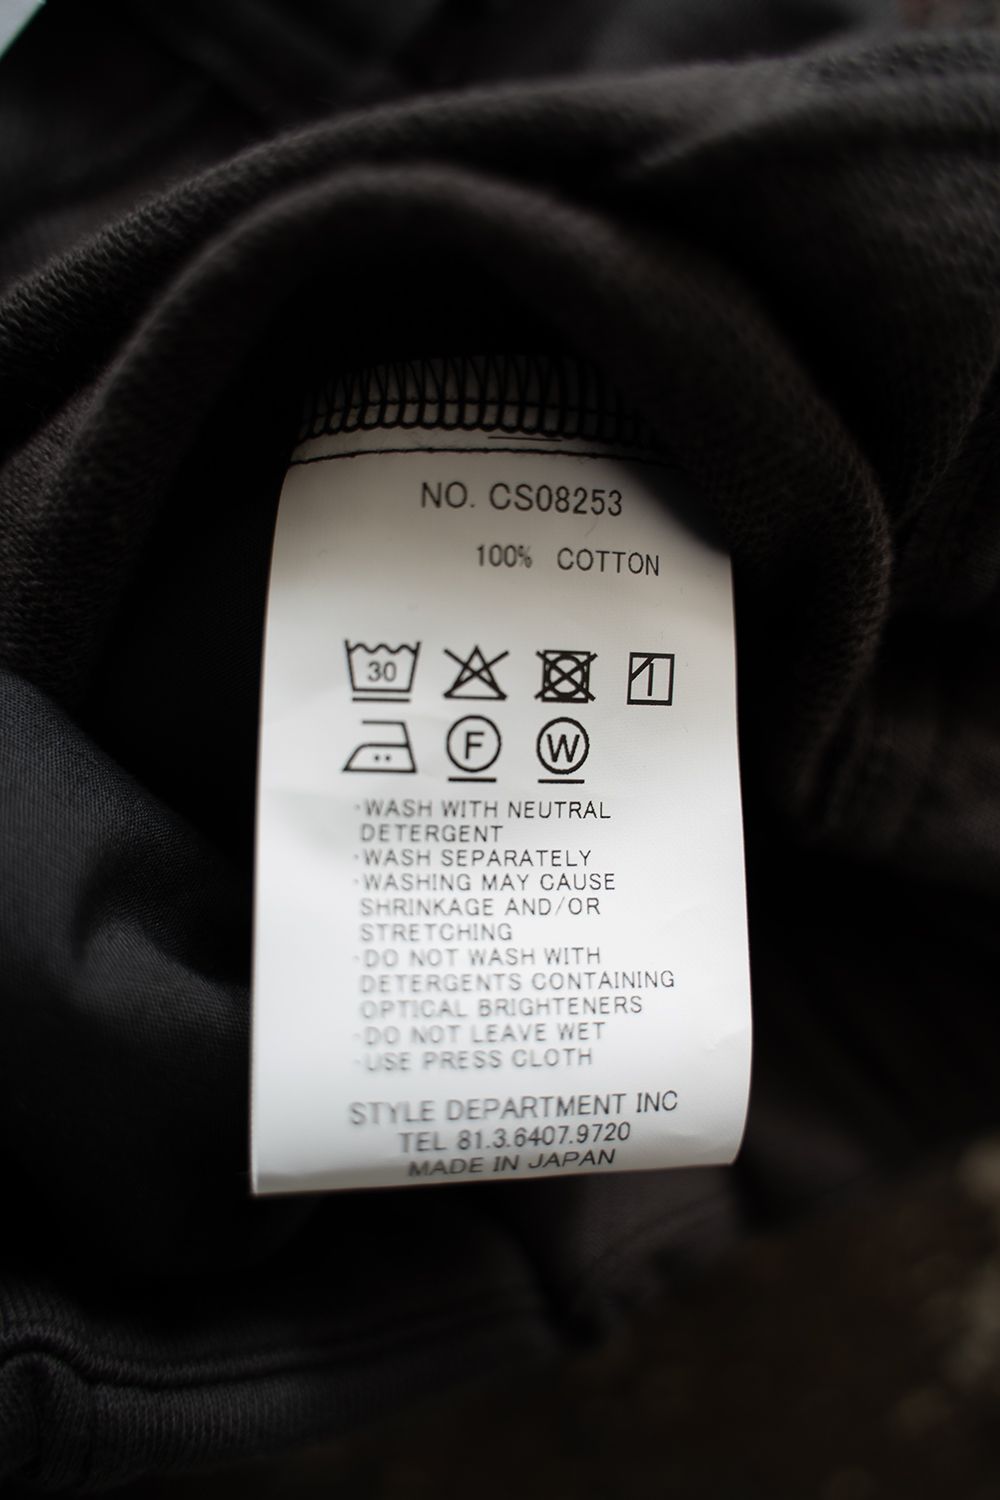 NO. CS08253
100% COTTON
30
F W
·WASH WITH NEUTRAL
DETERGENT
·WASH SEPARATELY
·WASHING MAY CAUSE
SHRINKAGE AND/OR
STRETCHING
·DO NOT WASH WITH
DETERGENTS CONTAINING
OPTICAL BRIGHTENERS
·DO NOT LEAVE WET
·USE PRESS CLOTH
STYLE DEPARTMENT INC
TEL 81.3.6407.9720
MADE IN JAPAN